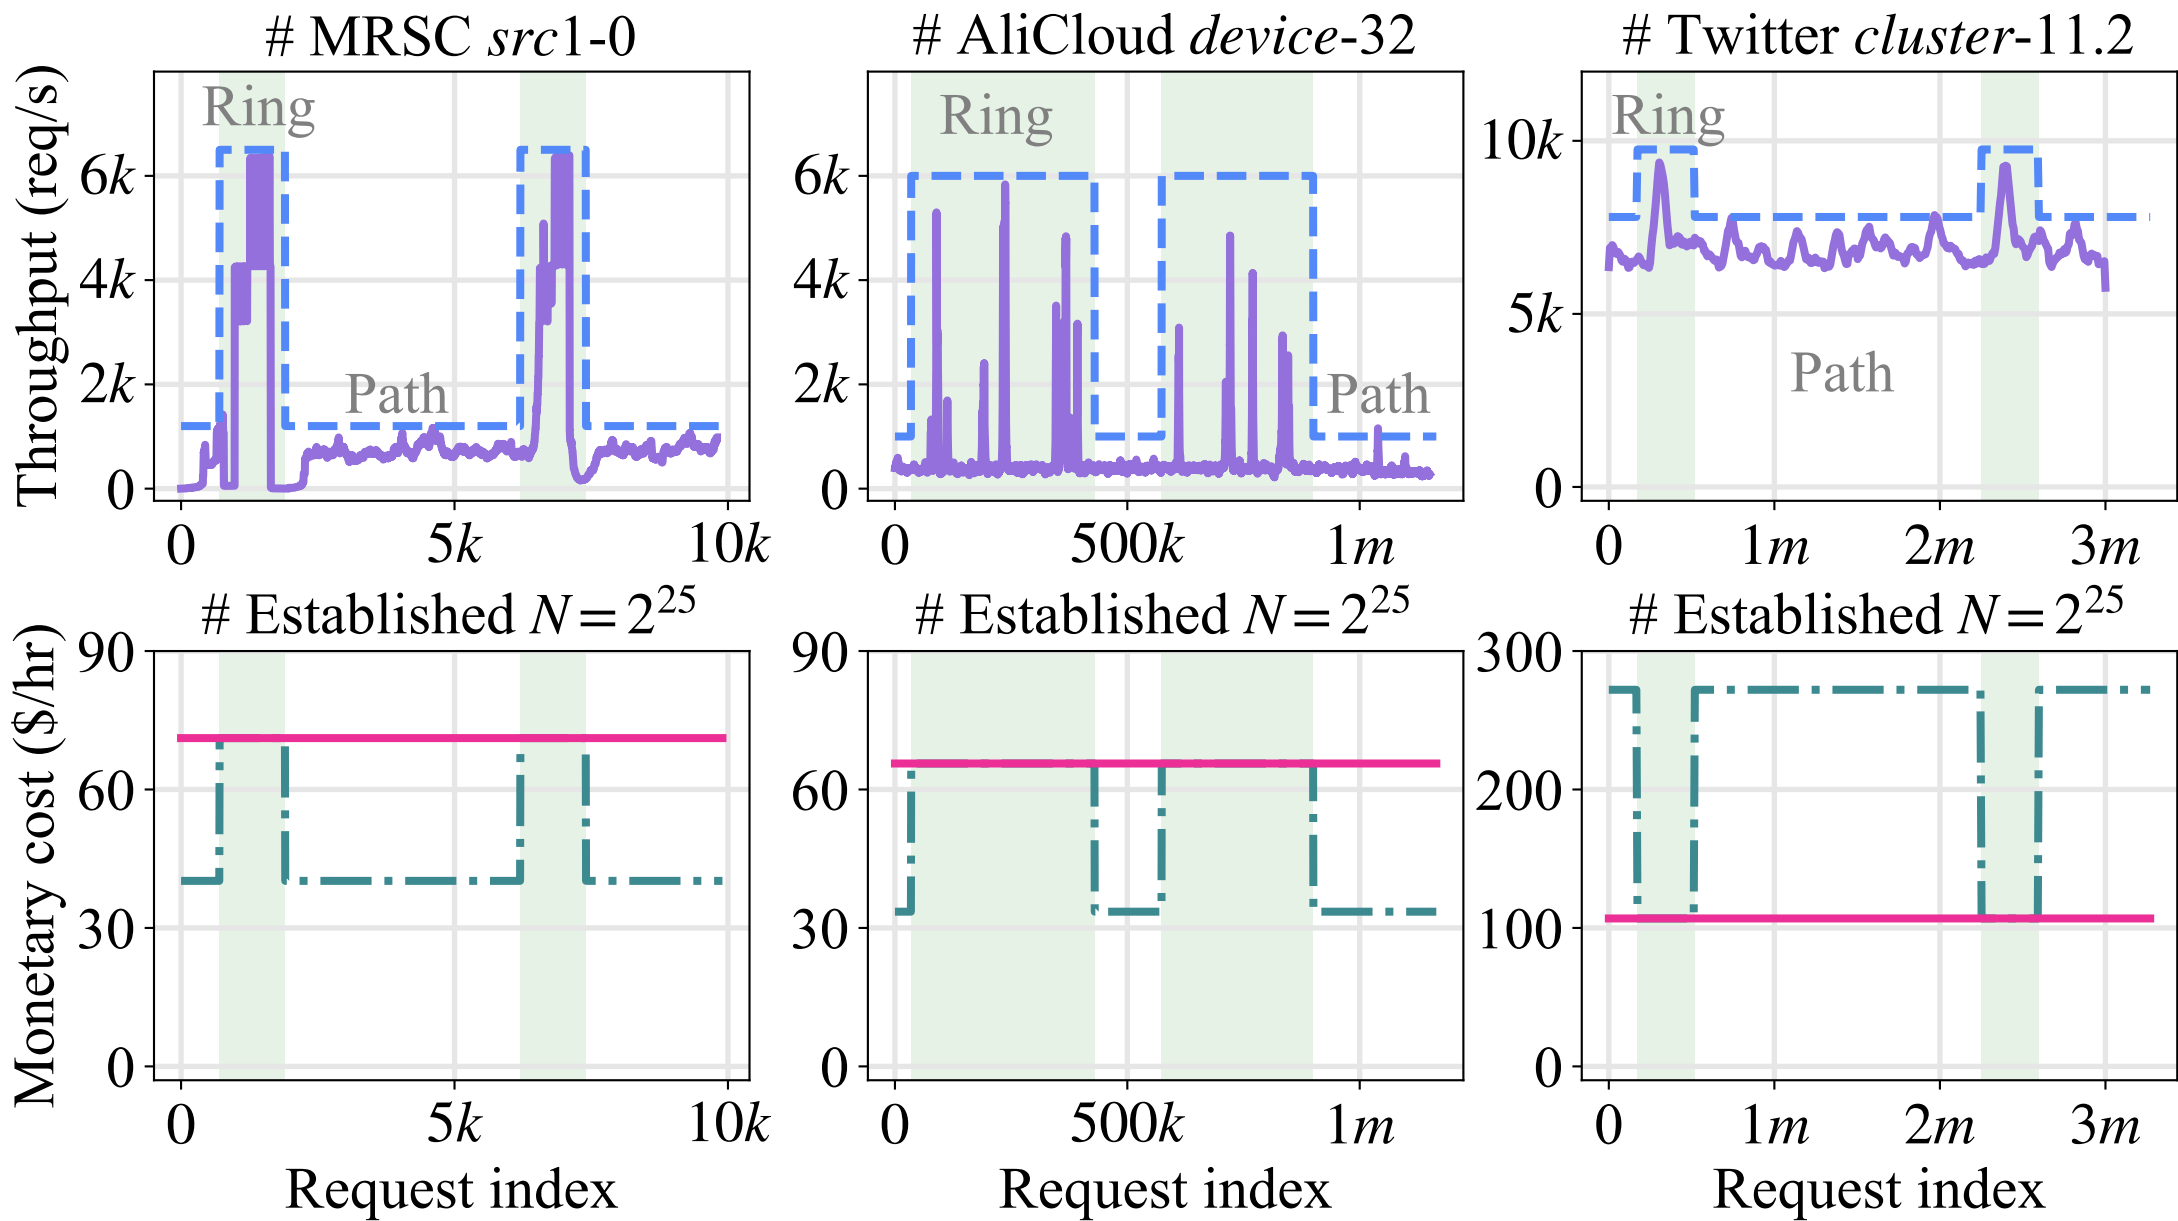 # MRSC src1-0
# AliCloud device-32
# Twitter cluster-11.2
Throughput (req/s)
6k
4k
2k
0
Ring
Path
0
5k
10k
6k
4k
2k
0
Ring
Path
0
500k
1m
10k
5k
0
Ring
Path
0
1m
2m
3m
# Established N = 2^25
# Established N = 2^25
# Established N = 2^25
Monetary cost ($/hr)
90
60
30
0
0
5k
10k
Request index
90
60
30
0
0
500k
1m
Request index
300
200
100
0
0
1m
2m
3m
Request index